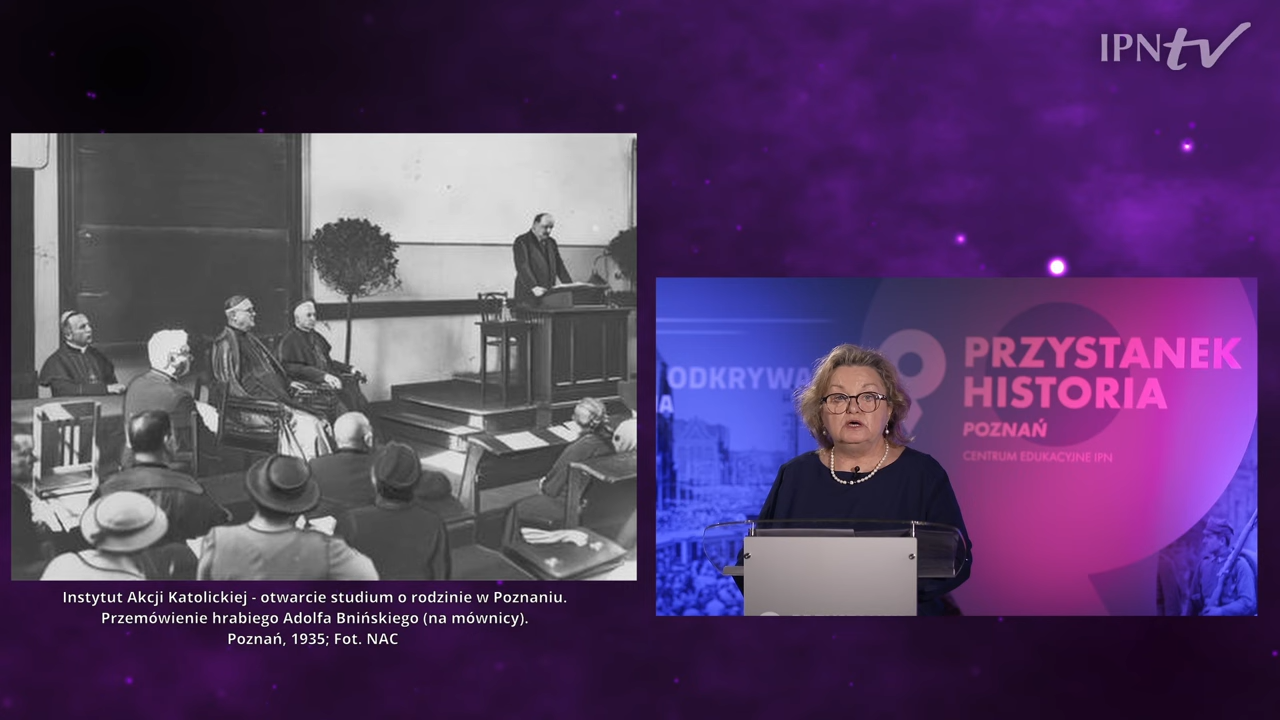 IPNtv
Instytut Akcji Katolickiej - otwarcie studium o rodzinie w Poznaniu.
Przemówienie hrabiego Adolfa Bnińskiego (na mównicy).
Poznań, 1935; Fot. NAC
ODKRYWA
A
PRZYSTANEK
HISTORIA
POZNAŃ
CENTRUM EDUKACYJNE IPN